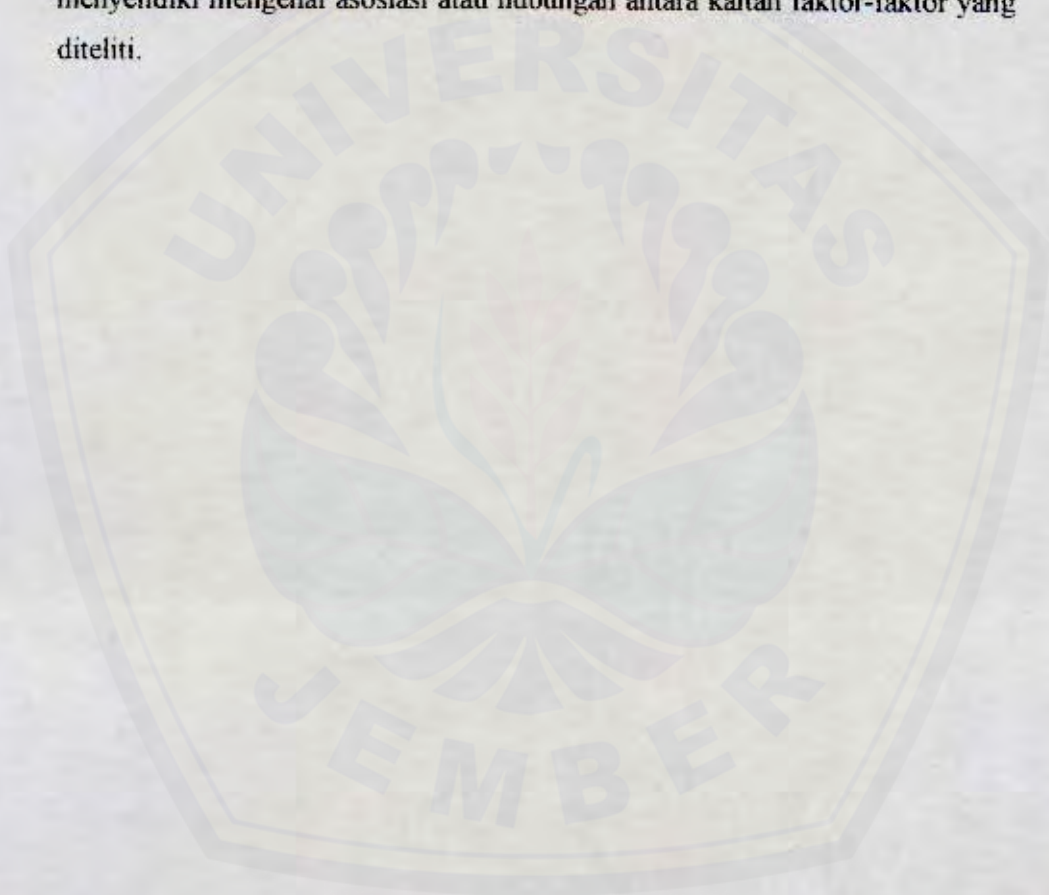 menyelidiki mengenai asosiasi atau hubungan antara kaitan faktor-faktor yang
diteliti.
UNIVERSITAS
JEMBER